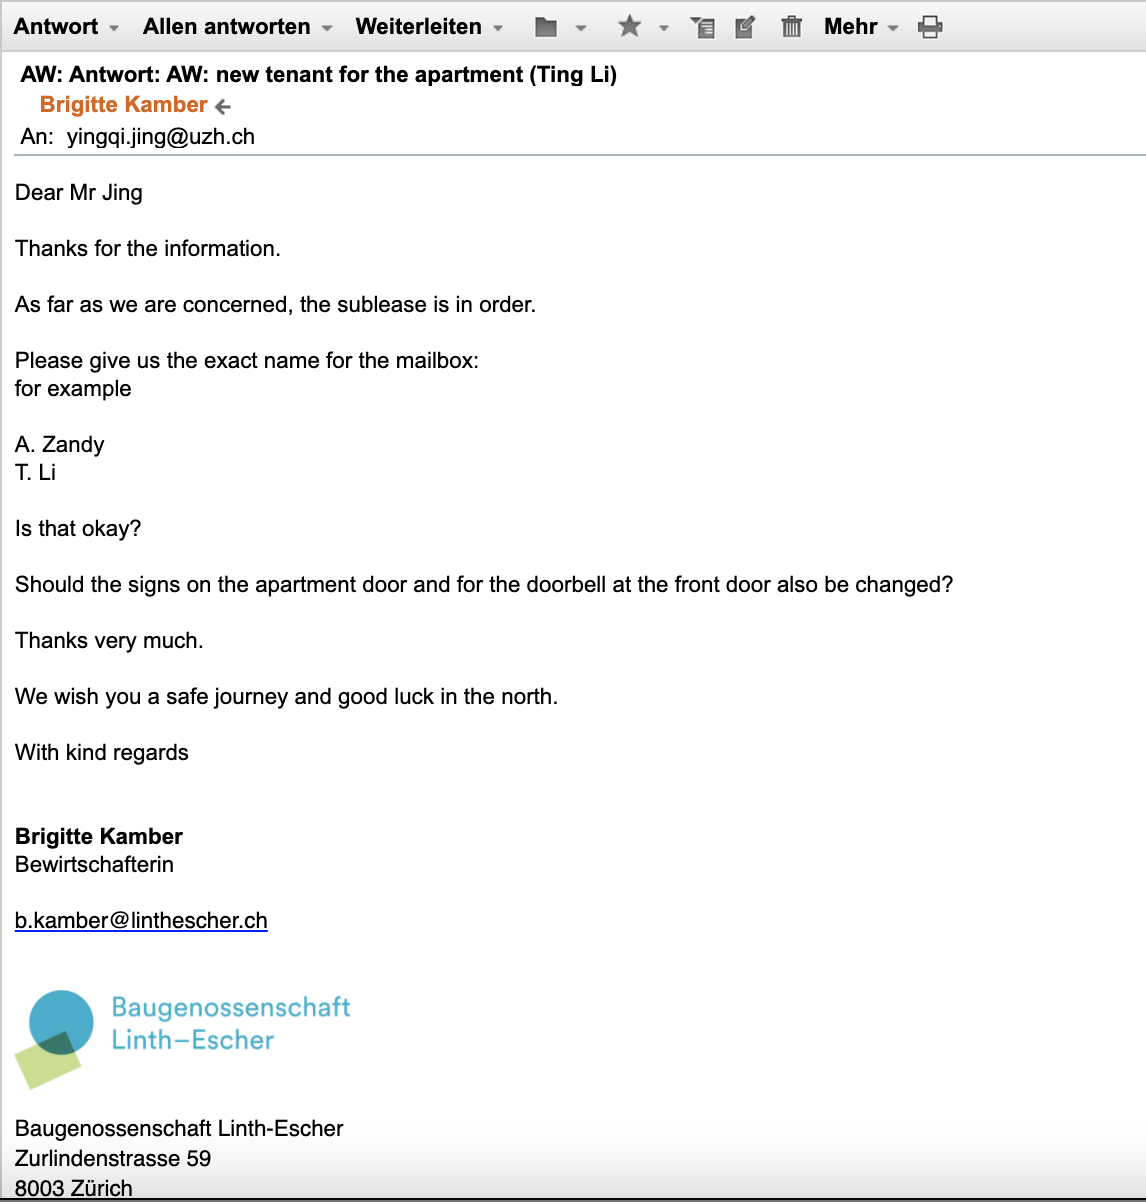 Antwort Allen antworten Weiterleiten Mehr
AW: Antwort: AW: new tenant for the apartment (Ting Li)
Brigitte Kamber
An: yingqi.jing@uzh.ch
Dear Mr Jing
Thanks for the information.
As far as we are concerned, the sublease is in order.
Please give us the exact name for the mailbox:
for example
A. Zandy
T. Li
Is that okay?
Should the signs on the apartment door and for the doorbell at the front door also be changed?
Thanks very much.
We wish you a safe journey and good luck in the north.
With kind regards
Brigitte Kamber
Bewirtschafterin
b.kamber@linthescher.ch
Baugenossenschaft
Linth–Escher
Baugenossenschaft Linth-Escher
Zurlindenstrasse 59
8003 Zürich